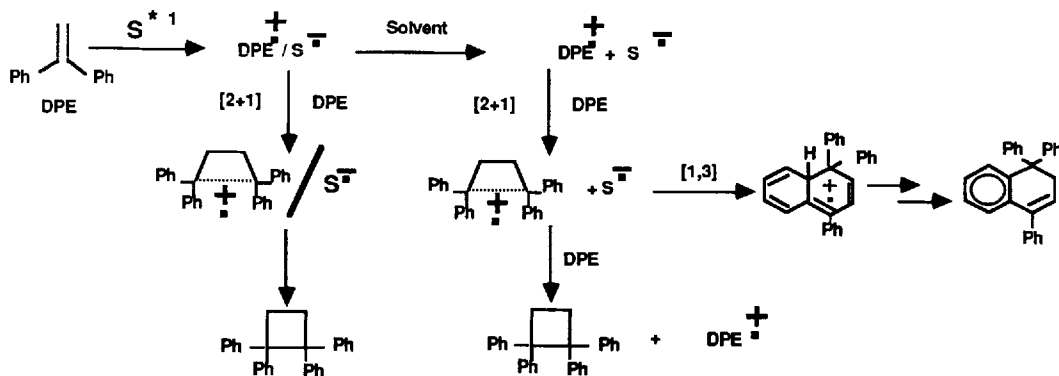 S* 1
DPE+•/S−•
Solvent
DPE+• + S−•
Ph Ph
DPE
[2+1] DPE
[2+1] DPE
Ph Ph Ph Ph +• S−•
Ph Ph Ph Ph +• + S−•
[1,3]
H Ph Ph +• Ph
Ph Ph Ph
DPE
Ph Ph Ph Ph
Ph Ph Ph Ph + DPE+•